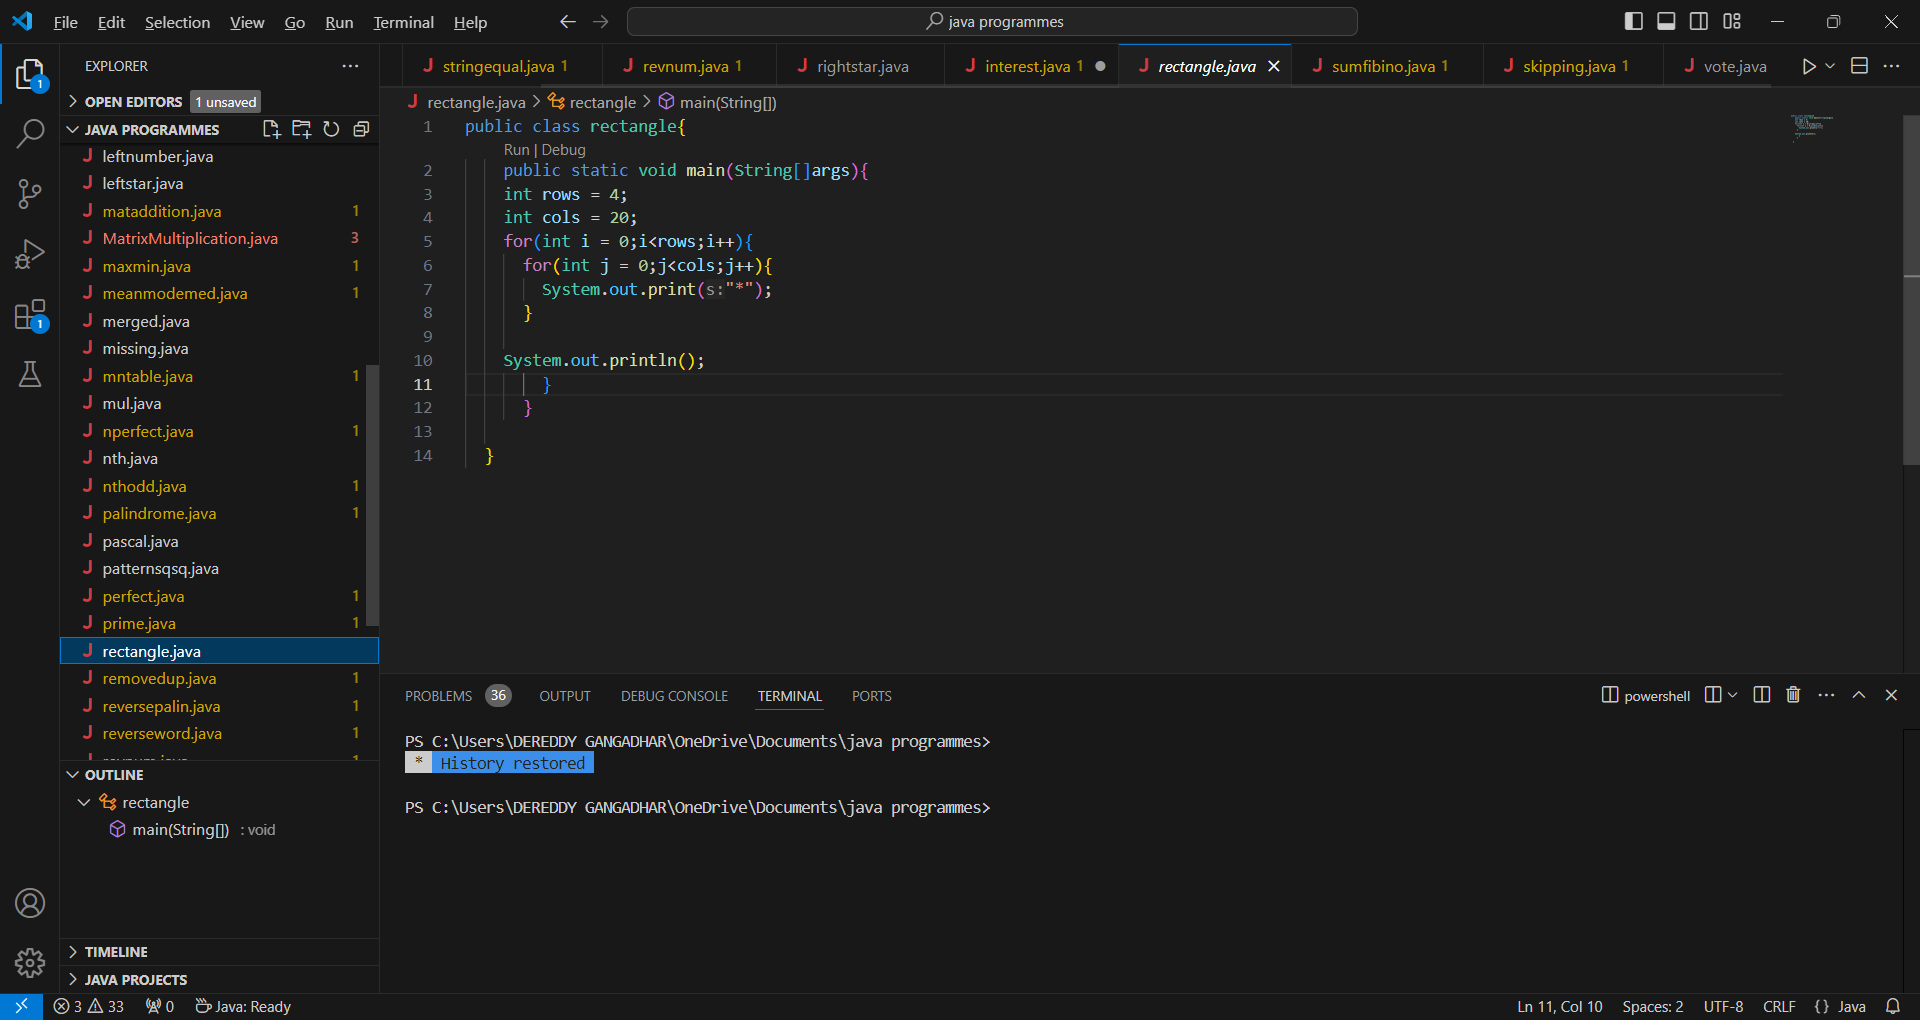 File Edit Selection View Go Run Terminal Help
java programmes
EXPLORER
stringequal.java 1
revnum.java 1
rightstar.java
interest.java 1
rectangle.java
sumfibino.java 1
skipping.java 1
vote.java
OPEN EDITORS 1 unsaved
JAVA PROGRAMMES
leftnumber.java
leftstar.java
mataddition.java 1
MatrixMultiplication.java 3
maxmin.java 1
meanmodemed.java 1
merged.java
missing.java
mntable.java 1
mul.java
nperfect.java 1
nth.java
nthodd.java 1
palindrome.java 1
pascal.java
patternsqsq.java
perfect.java 1
prime.java 1
rectangle.java
removedup.java 1
reversepalin.java 1
reverseword.java 1
OUTLINE
rectangle
main(String[]) : void
TIMELINE
JAVA PROJECTS
rectangle.java > rectangle > main(String[])
1 public class rectangle{
Run | Debug
2 public static void main(String[]args){
3 int rows = 4;
4 int cols = 20;
5 for(int i = 0;i<rows;i++){
6 for(int j = 0;j<cols;j++){
7 System.out.print(s:"*");
8 }
9
10 System.out.println();
11 }
12 }
13
14 }
PROBLEMS 36 OUTPUT DEBUG CONSOLE TERMINAL PORTS
powershell
PS C:\Users\DEREDDY GANGADHAR\OneDrive\Documents\java programmes>
* History restored
PS C:\Users\DEREDDY GANGADHAR\OneDrive\Documents\java programmes>
3 33 0 Java: Ready
Ln 11, Col 10 Spaces: 2 UTF-8 CRLF {} Java